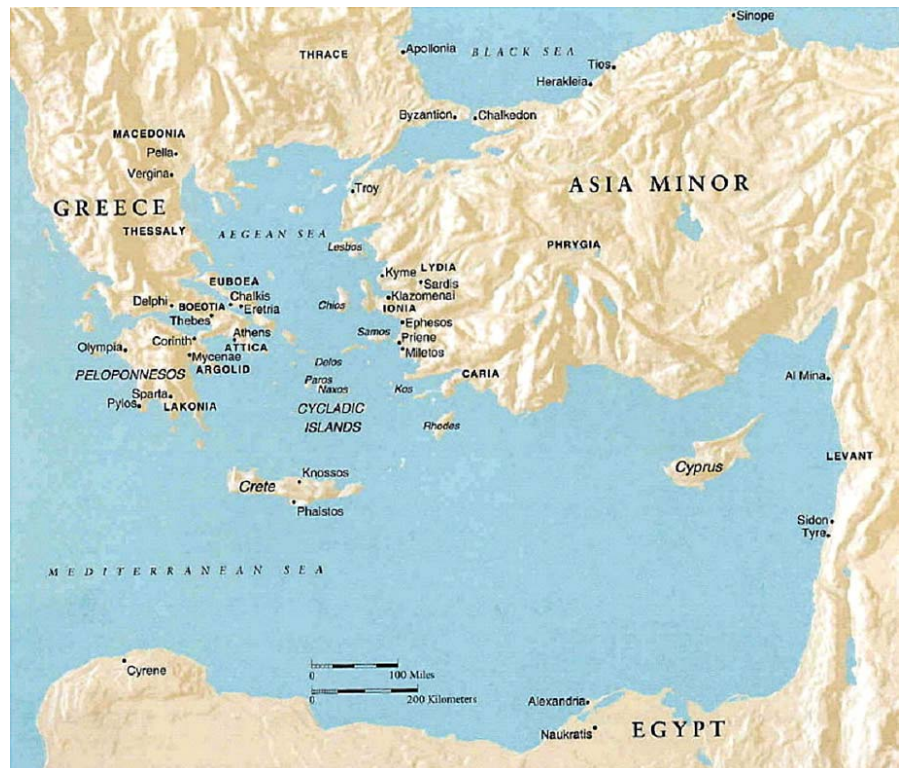 Sinope
THRACE
Apollonia
BLACK SEA
Tios
Herakleia
Byzantion
Chalkedon
MACEDONIA
Pella
Vergina
Troy
ASIA MINOR
GREECE
THESSALY
AEGEAN SEA
Lesbos
PHRYGIA
Kyme
LYDIA
Sardis
EUBOEA
Chalkis
Klazomenai
Delphi
BOEOTIA
Eretria
Chios
IONIA
Thebes
Ephesos
Athens
Samos
Corinth
ATTICA
Priene
Olympia
Mycenae
Miletos
ARGOLID
Delos
PELOPONNESOS
CARIA
Al Mina
Paros
Naxos
Kos
Sparta
Pylos
LAKONIA
CYCLADIC
ISLANDS
Rhodes
LEVANT
Knossos
Crete
Cyprus
Phaistos
Sidon
Tyre
MEDITERRANEAN SEA
Cyrene
0 100 Miles
0 200 Kilometers
Alexandria
EGYPT
Naukratis